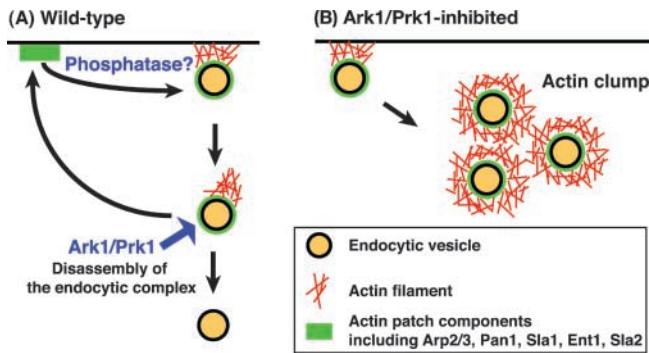 (A) Wild-type
Phosphatase?
Ark1/Prk1
Disassembly of
the endocytic complex
(B) Ark1/Prk1-inhibited
Actin clump
Endocytic vesicle
Actin filament
Actin patch components
including Arp2/3, Pan1, Sla1, Ent1, Sla2